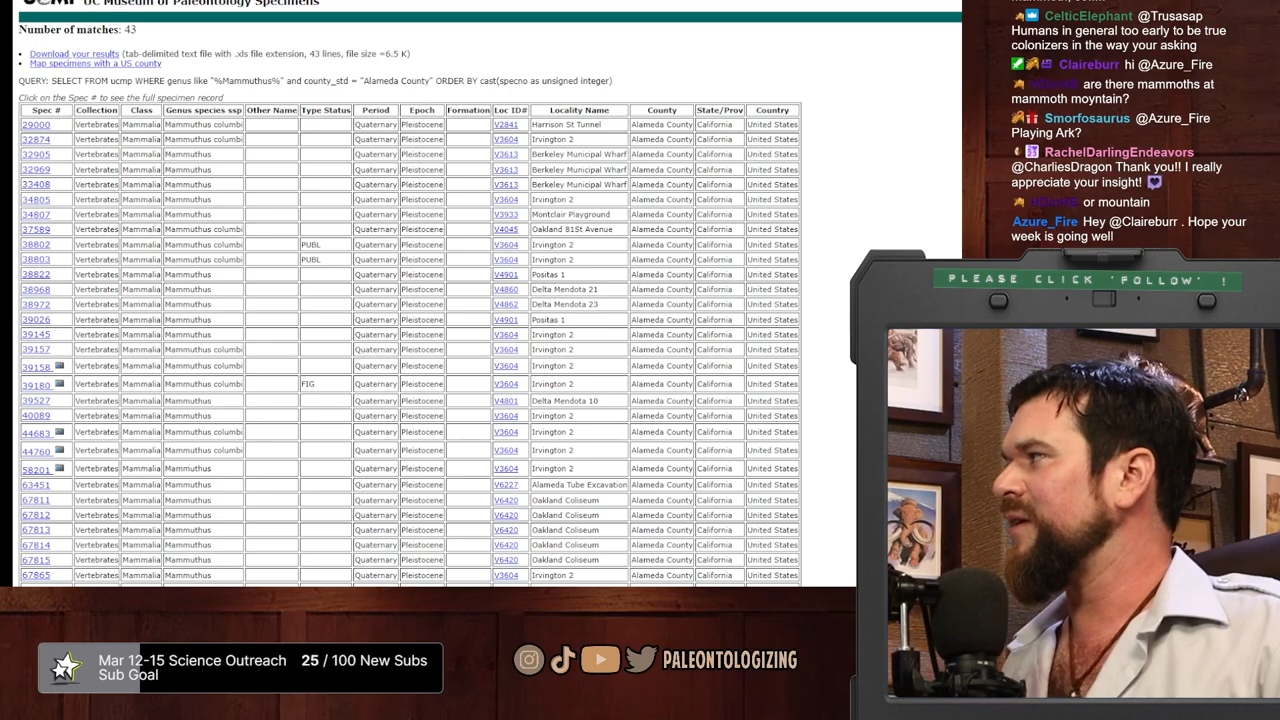 UC Museum of Paleontology Specimens
Number of matches: 43
• Download your results (tab-delimited text file with .xls file extension, 43 lines, file size =6.5 K)
• Map specimens with a US county
QUERY: SELECT FROM ucmp WHERE genus like "%Mammuthus%" and county_std = "Alameda County" ORDER BY cast(specno as unsigned integer)
Click on the Spec # to see the full specimen record
Spec # Collection Class Genus species ssp Other Name Type Status Period Epoch Formation Loc ID# Locality Name County State/Prov Country
29000 Vertebrates Mammalia Mammuthus columbi Quaternary Pleistocene V2841 Harrison St Tunnel Alameda County California United States
32874 Vertebrates Mammalia Mammuthus columbi Quaternary Pleistocene V3604 Irvington 2 Alameda County California United States
32905 Vertebrates Mammalia Mammuthus Quaternary Pleistocene V3613 Berkeley Municipal Wharf Alameda County California United States
32969 Vertebrates Mammalia Mammuthus Quaternary Pleistocene V3613 Berkeley Municipal Wharf Alameda County California United States
33408 Vertebrates Mammalia Mammuthus Quaternary Pleistocene V3613 Berkeley Municipal Wharf Alameda County California United States
34805 Vertebrates Mammalia Mammuthus Quaternary Pleistocene V3604 Irvington 2 Alameda County California United States
34807 Vertebrates Mammalia Mammuthus Quaternary Pleistocene V3933 Montclair Playground Alameda County California United States
37589 Vertebrates Mammalia Mammuthus columbi Quaternary Pleistocene V4045 Oakland 81St Avenue Alameda County California United States
38802 Vertebrates Mammalia Mammuthus columbi PUBL Quaternary Pleistocene V3604 Irvington 2 Alameda County California United States
38803 Vertebrates Mammalia Mammuthus columbi PUBL Quaternary Pleistocene V3604 Irvington 2 Alameda County California United States
38822 Vertebrates Mammalia Mammuthus Quaternary Pleistocene V4901 Positas 1 Alameda County California United States
38968 Vertebrates Mammalia Mammuthus Quaternary Pleistocene V4860 Delta Mendota 21 Alameda County California United States
38972 Vertebrates Mammalia Mammuthus Quaternary Pleistocene V4862 Delta Mendota 23 Alameda County California United States
39026 Vertebrates Mammalia Mammuthus Quaternary Pleistocene V4901 Positas 1 Alameda County California United States
39145 Vertebrates Mammalia Mammuthus Quaternary Pleistocene V3604 Irvington 2 Alameda County California United States
39157 Vertebrates Mammalia Mammuthus columbi Quaternary Pleistocene V3604 Irvington 2 Alameda County California United States
39158 Vertebrates Mammalia Mammuthus columbi Quaternary Pleistocene V3604 Irvington 2 Alameda County California United States
39180 Vertebrates Mammalia Mammuthus columbi FIG Quaternary Pleistocene V3604 Irvington 2 Alameda County California United States
39527 Vertebrates Mammalia Mammuthus Quaternary Pleistocene V4801 Delta Mendota 10 Alameda County California United States
40089 Vertebrates Mammalia Mammuthus Quaternary Pleistocene V3604 Irvington 2 Alameda County California United States
44683 Vertebrates Mammalia Mammuthus columbi Quaternary Pleistocene V3604 Irvington 2 Alameda County California United States
44760 Vertebrates Mammalia Mammuthus columbi Quaternary Pleistocene V3604 Irvington 2 Alameda County California United States
58201 Vertebrates Mammalia Mammuthus Quaternary Pleistocene V3604 Irvington 2 Alameda County California United States
63451 Vertebrates Mammalia Mammuthus Quaternary Pleistocene V6227 Alameda Tube Excavation Alameda County California United States
67811 Vertebrates Mammalia Mammuthus Quaternary Pleistocene V6420 Oakland Coliseum Alameda County California United States
67812 Vertebrates Mammalia Mammuthus Quaternary Pleistocene V6420 Oakland Coliseum Alameda County California United States
67813 Vertebrates Mammalia Mammuthus Quaternary Pleistocene V6420 Oakland Coliseum Alameda County California United States
67814 Vertebrates Mammalia Mammuthus Quaternary Pleistocene V6420 Oakland Coliseum Alameda County California United States
67815 Vertebrates Mammalia Mammuthus Quaternary Pleistocene V6420 Oakland Coliseum Alameda County California United States
67865 Vertebrates Mammalia Mammuthus Quaternary Pleistocene V3604 Irvington 2 Alameda County California United States
CelticElephant @Trusasap
Humans in general too early to be true
colonizers in the way your asking
Claireburr hi @Azure_Fire
are there mammoths at
mammoth moyntain?
Smorfosaurus @Azure_Fire
Playing Ark?
RachelDarlingEndeavors
@CharliesDragon Thank you!! I really
appreciate your insight!
or mountain
Azure_Fire Hey @Claireburr . Hope your
week is going well
PLEASE CLICK 'FOLLOW' !
Mar 12-15 Science Outreach 25 / 100 New Subs
Sub Goal
PALEONTOLOGIZING